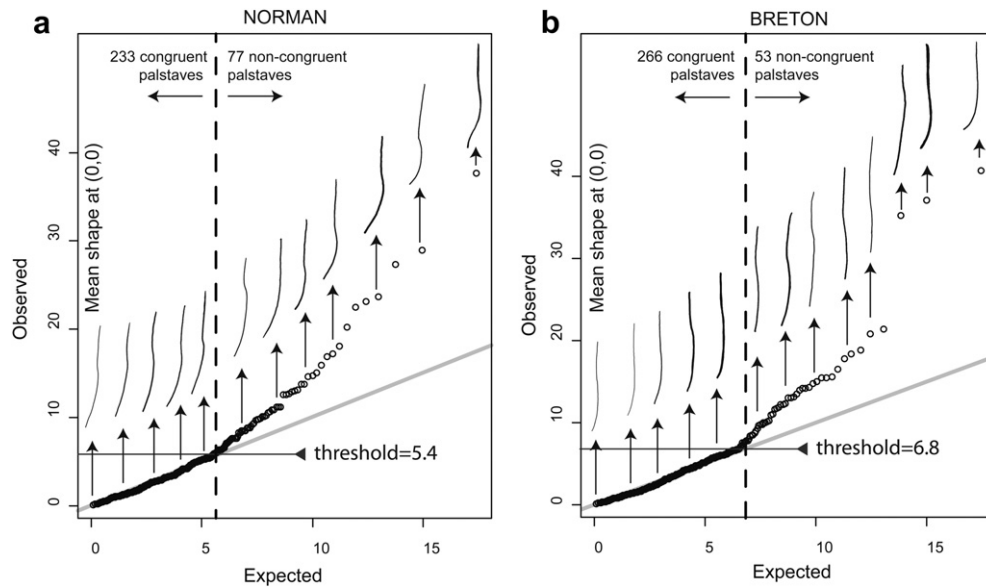 a
NORMAN
233 congruent
palstaves
77 non-congruent
palstaves
Mean shape at (0,0)
threshold=5.4
Observed
0
10
20
30
40
0
5
10
15
Expected
b
BRETON
266 congruent
palstaves
53 non-congruent
palstaves
Mean shape at (0,0)
threshold=6.8
Observed
0
10
20
30
40
0
5
10
15
Expected